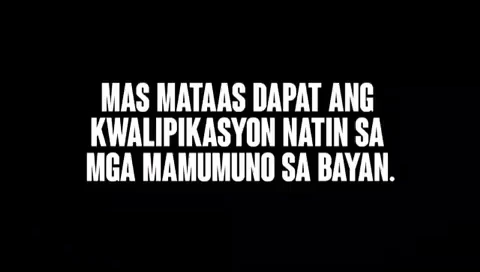 MAS MATAAS DAPAT ANG
KWALIPIKASYON NATIN SA
MGA MAMUMUNO SA BAYAN.